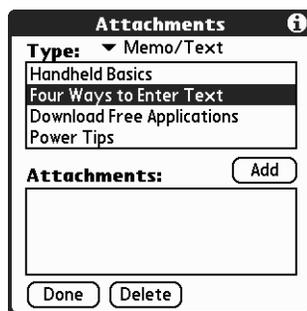 Attachments
Type: Memo/Text
Handheld Basics
Four Ways to Enter Text
Download Free Applications
Power Tips
Attachments: Add
Done Delete